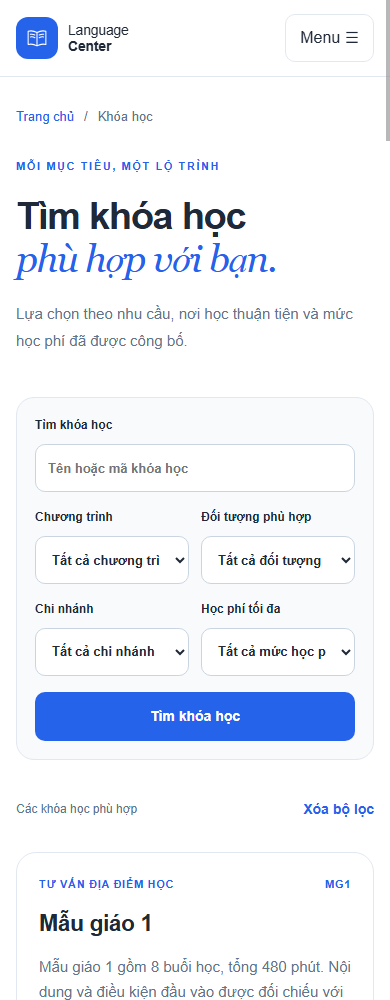 Language
Center
Menu ☰
Trang chủ / Khóa học
MỖI MỤC TIÊU, MỘT LỘ TRÌNH
Tìm khóa học
phù hợp với bạn.
Lựa chọn theo nhu cầu, nơi học thuận tiện và mức
học phí đã được công bố.
Tìm khóa học
Tên hoặc mã khóa học
Chương trình Đối tượng phù hợp
Tất cả chương trì Tất cả đối tượng
Chi nhánh Học phí tối đa
Tất cả chi nhánh Tất cả mức học p
Tìm khóa học
Các khóa học phù hợp Xóa bộ lọc
TƯ VẤN ĐỊA ĐIỂM HỌC MG1
Mẫu giáo 1
Mẫu giáo 1 gồm 8 buổi học, tổng 480 phút. Nội
dung và điều kiện đầu vào được đối chiếu với